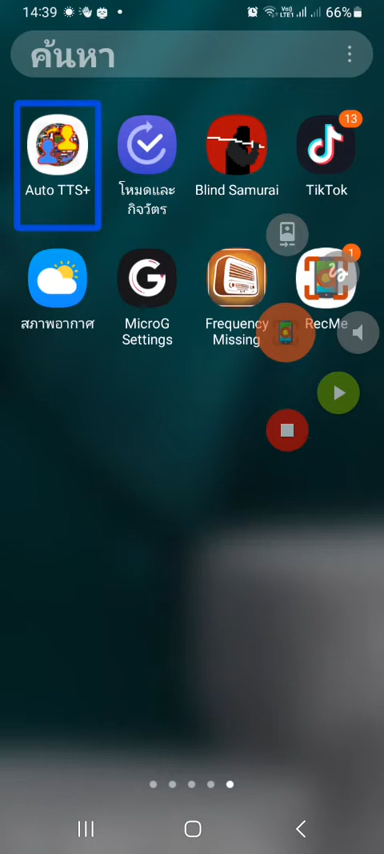 14:39
Vo))
LTE1
66%
ค้นหา
13
Auto TTS+
โหมดและ
กิจวัตร
Blind Samurai
TikTok
1
สภาพอากาศ
MicroG
Settings
Frequency
Missing
RecMe